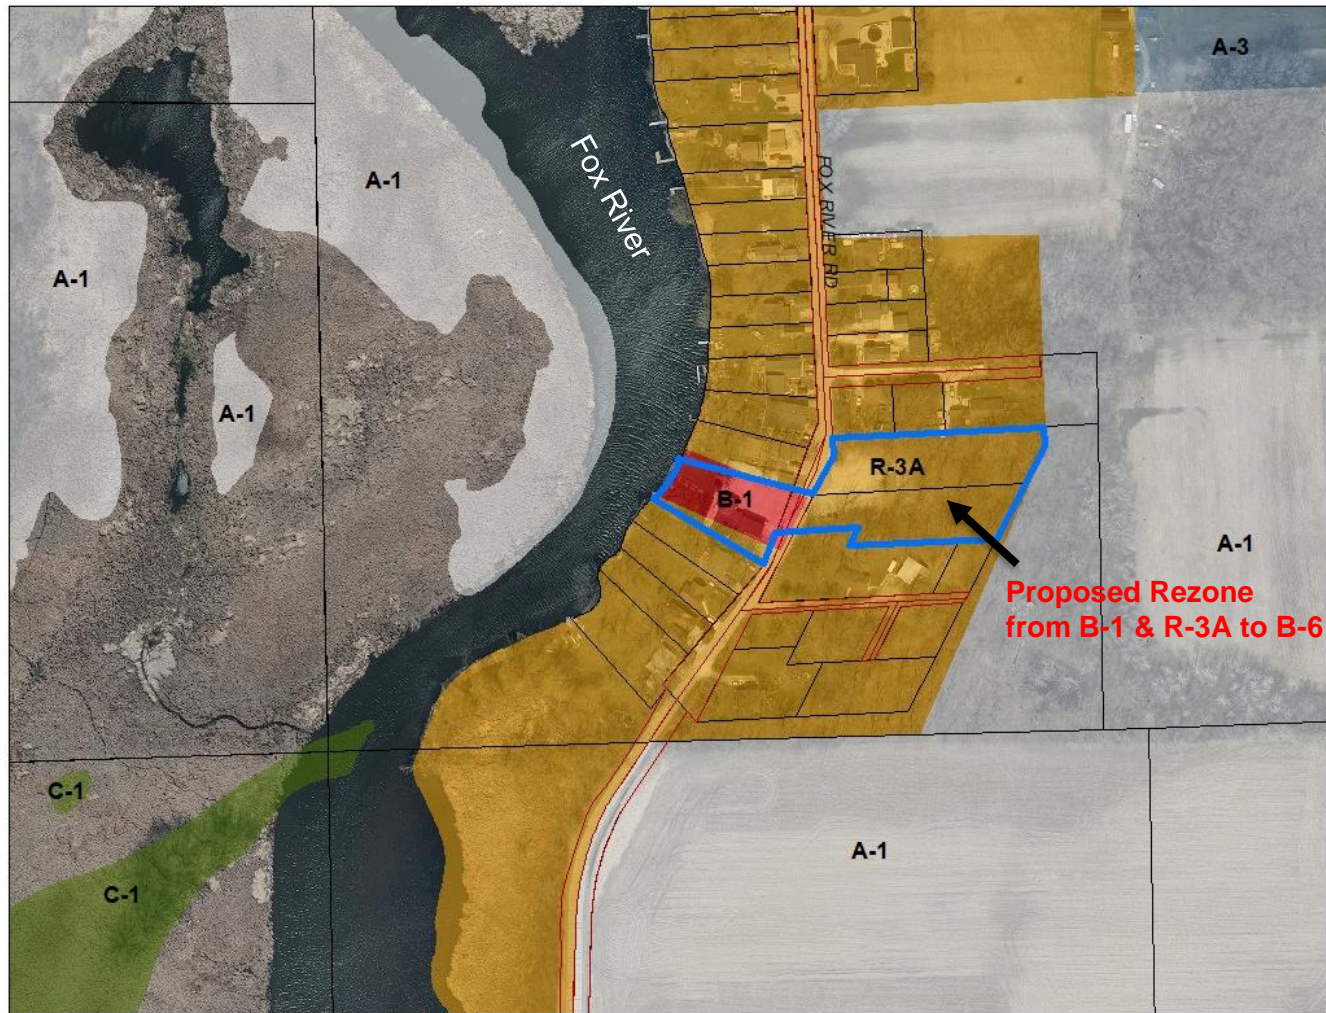 A-3
A-1
Fox River
FOX RIVER RD
A-1
A-1
R-3A
B-1
A-1
Proposed Rezone
from B-1 & R-3A to B-6
C-1
A-1
C-1